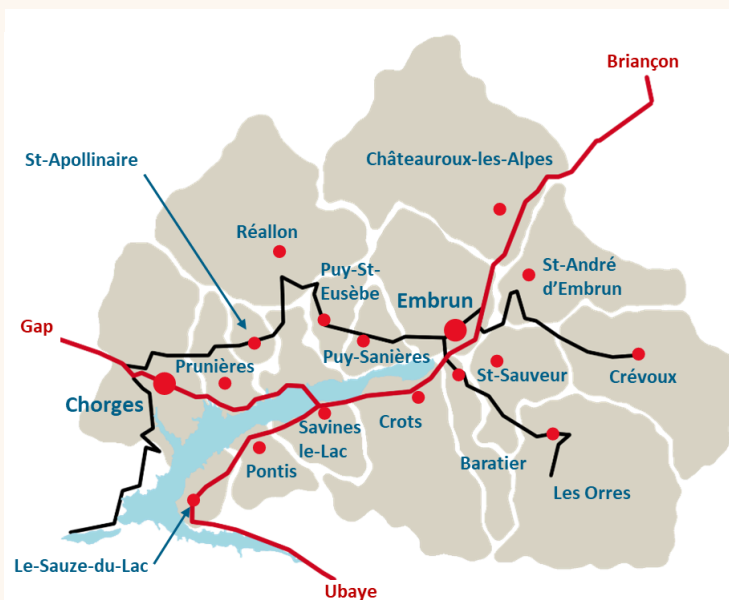 Briançon
Châteauroux-les-Alpes
St-Apollinaire
Réallon
Puy-St-
Eusèbe
St-André
d'Embrun
Embrun
Gap
Prunières
Puy-Sanières
St-Sauveur
Crévoux
Chorges
Savines
le-Lac
Crots
Pontis
Baratier
Les Orres
Le-Sauze-du-Lac
Ubaye